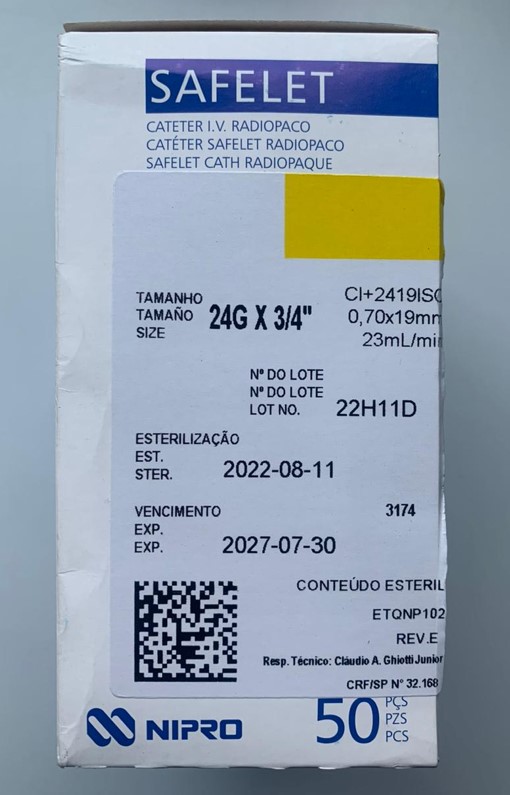 SAFELET
CATETER I.V. RADIOPACO
CATÉTER SAFELET RADIOPACO
SAFELET CATH RADIOPAQUE
TAMANHO
TAMAÑO
SIZE
24G X 3/4"
CI+2419ISC
0,70x19mm
23mL/min
Nº DO LOTE
Nº DO LOTE
LOT NO.
22H11D
ESTERILIZAÇÃO
EST.
STER.
2022-08-11
VENCIMENTO
EXP.
EXP.
3174
2027-07-30
CONTEÚDO ESTERIL
ETQNP102
REV.E
Resp. Técnico: Cláudio A. Ghiotti Junior
CRF/SP Nº 32.168
NIPRO
50
PÇS
PZS
PCS